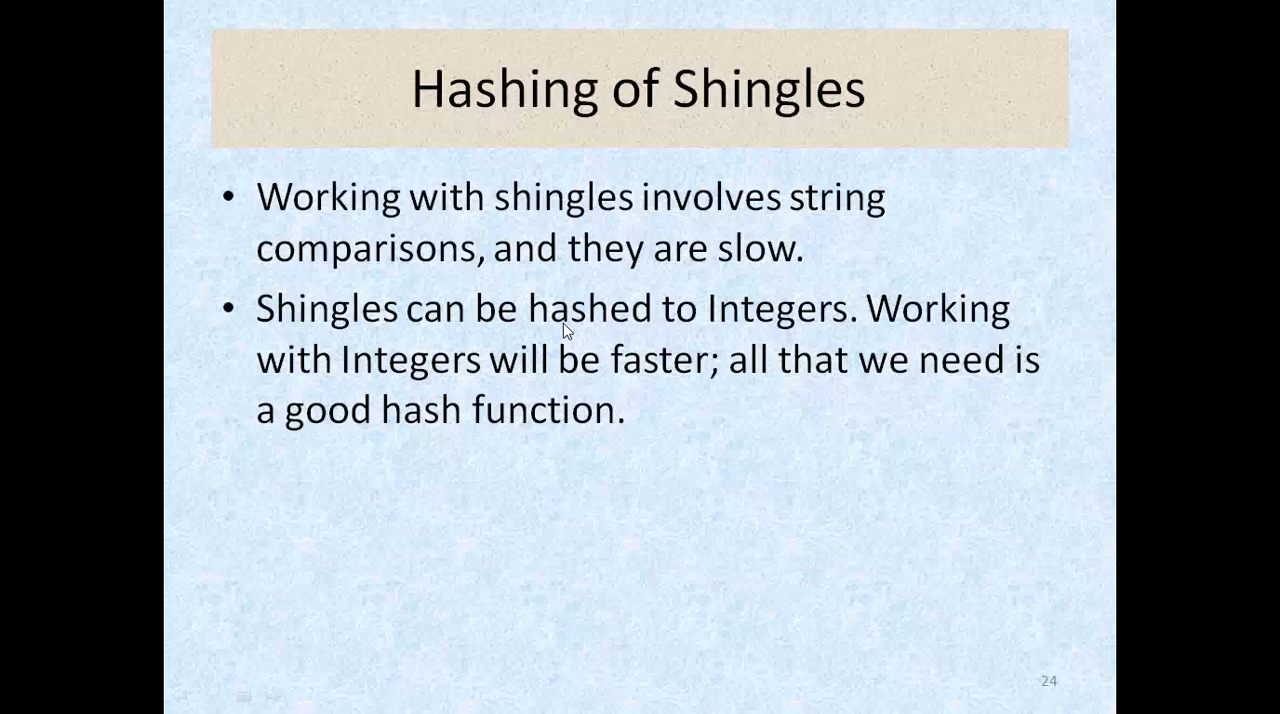 Hashing of Shingles
• Working with shingles involves string
comparisons, and they are slow.
• Shingles can be hashed to Integers. Working
with Integers will be faster; all that we need is
a good hash function.
24